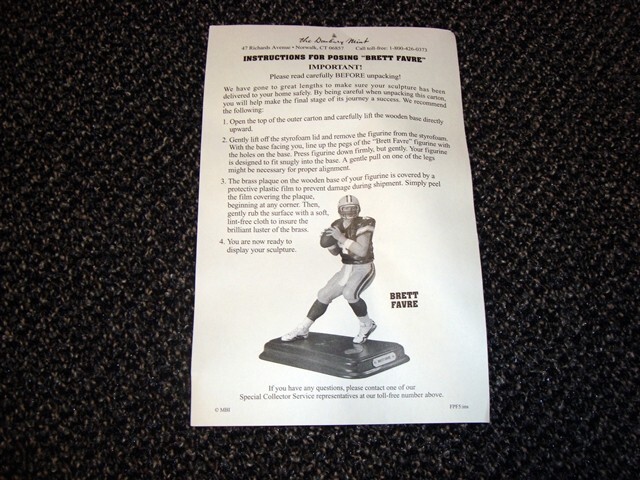 the Danbury Mint
47 Richards Avenue • Norwalk, CT 06857 Call toll-free: 1-800-426-0373
INSTRUCTIONS FOR POSING "BRETT FAVRE"
IMPORTANT!
Please read carefully BEFORE unpacking!
We have gone to great lengths to make sure your sculpture has been
delivered to your home safely. By being careful when unpacking this carton,
you will help make the final stage of its journey a success. We recommend
the following:
1. Open the top of the outer carton and carefully lift the wooden base directly
upward.
2. Gently lift off the styrofoam lid and remove the figurine from the styrofoam.
With the base facing you, line up the pegs of the "Brett Favre" figurine with
the holes on the base. Press figurine down firmly, but gently. Your figurine
is designed to fit snugly into the base. A gentle pull on one of the legs
might be necessary for proper alignment.
3. The brass plaque on the wooden base of your figurine is covered by a
protective plastic film to prevent damage during shipment. Simply peel
the film covering the plaque,
beginning at any corner. Then,
gently rub the surface with a soft,
lint-free cloth to insure the
brilliant luster of the brass.
4. You are now ready to
display your sculpture.
BRETT
FAVRE
If you have any questions, please contact one of our
Special Collector Service representatives at our toll-free number above.
© MBI